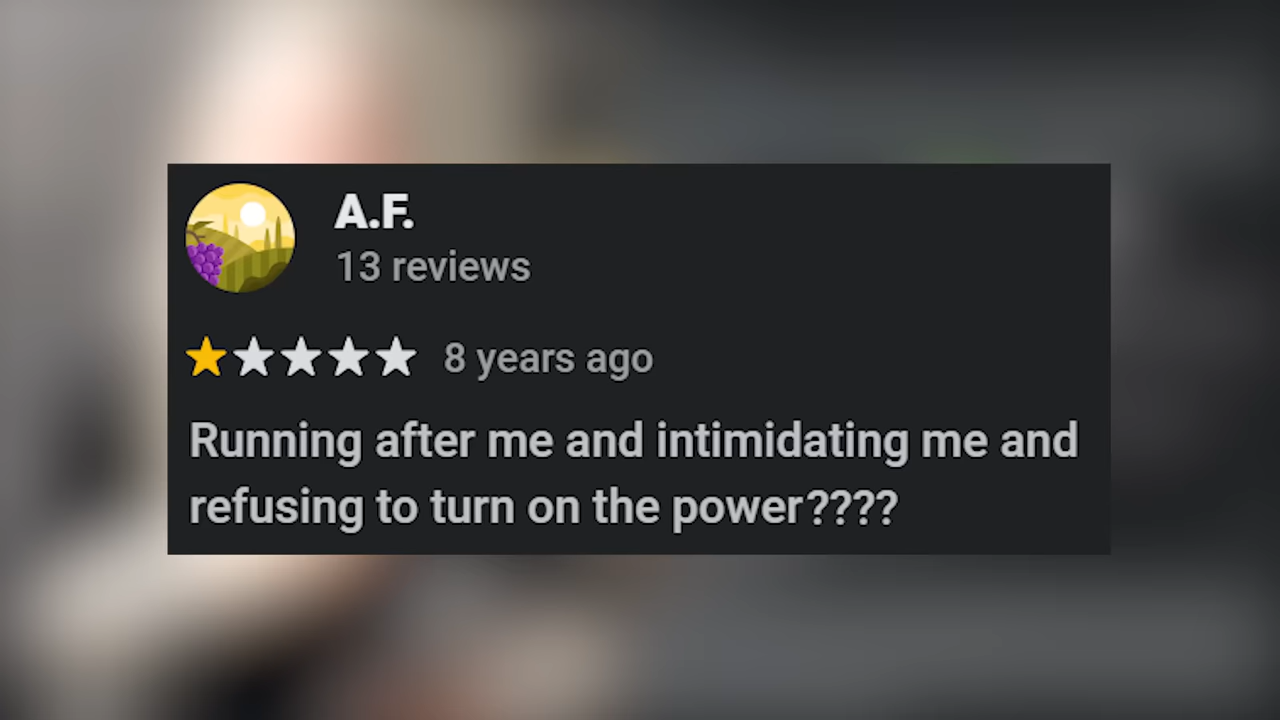 A.F.
13 reviews
8 years ago
Running after me and intimidating me and
refusing to turn on the power????